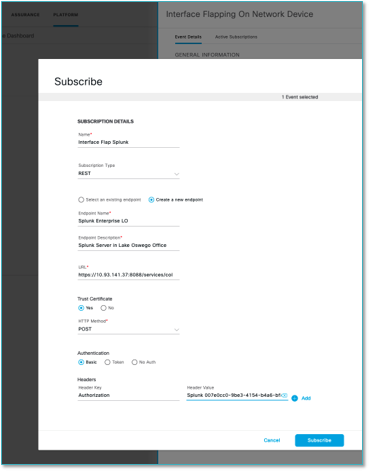 ASSURANCE PLATFORM
Interface Flapping On Network Device
Dashboard
Event Details Active Subscriptions
GENERAL INFORMATION
Subscribe
1 Event selected
SUBSCRIPTION DETAILS
Name*
Interface Flap Splunk
Subscription Type
REST
Select an existing endpoint Create a new endpoint
Endpoint Name*
Splunk Enterprise LO
Endpoint Description*
Splunk Server in Lake Oswego Office
URL*
https://10.93.141.37:8088/services/col
Trust Certificate
Yes No
HTTP Method*
POST
Authentication
Basic Token No Auth
Headers
Header Key Header Value
Authorization Splunk 007e0cc0-9be3-4154-b4a6-bf Add
Cancel Subscribe